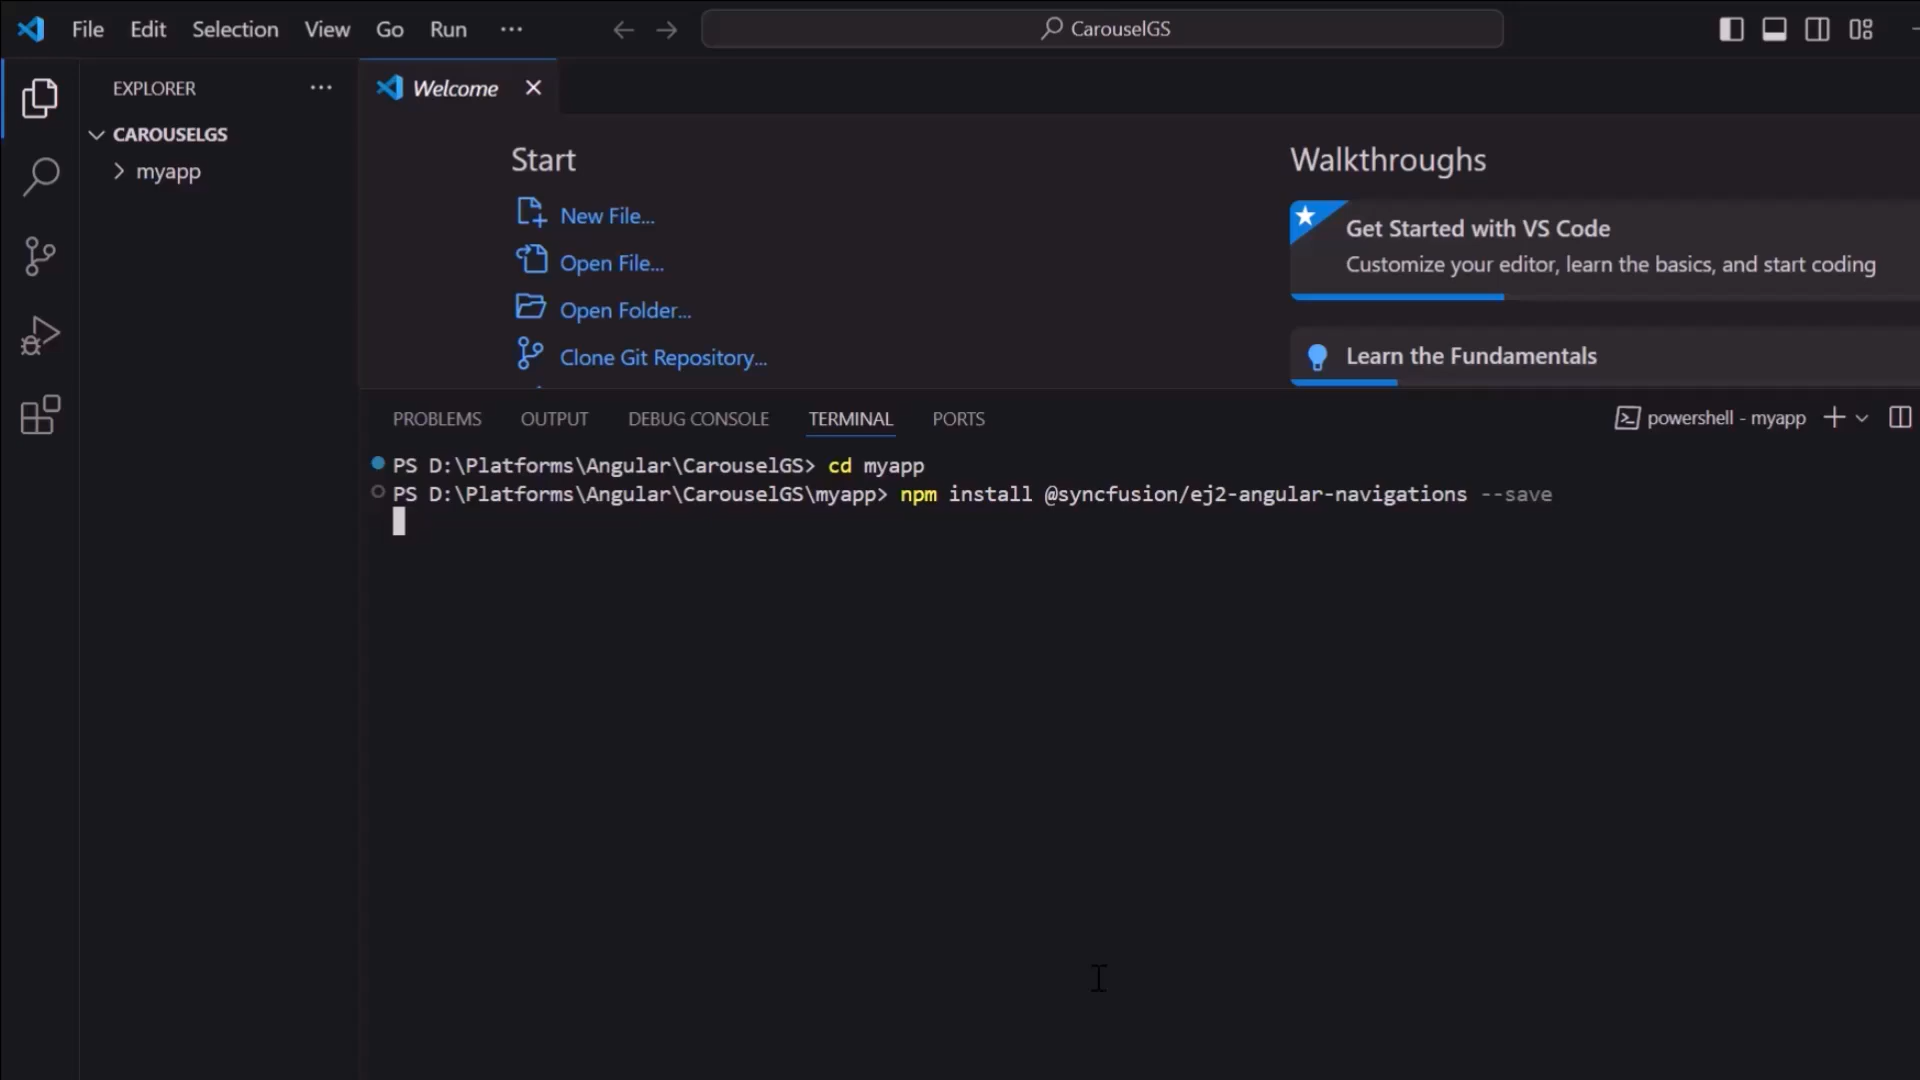 File Edit Selection View Go Run ··· CarouselGS
EXPLORER ···
CAROUSELGS
myapp
Welcome
Start
New File...
Open File...
Open Folder...
Clone Git Repository...
Walkthroughs
Get Started with VS Code
Customize your editor, learn the basics, and start coding
Learn the Fundamentals
PROBLEMS OUTPUT DEBUG CONSOLE TERMINAL PORTS powershell - myapp
PS D:\Platforms\Angular\CarouselGS> cd myapp
PS D:\Platforms\Angular\CarouselGS\myapp> npm install @syncfusion/ej2-angular-navigations --save